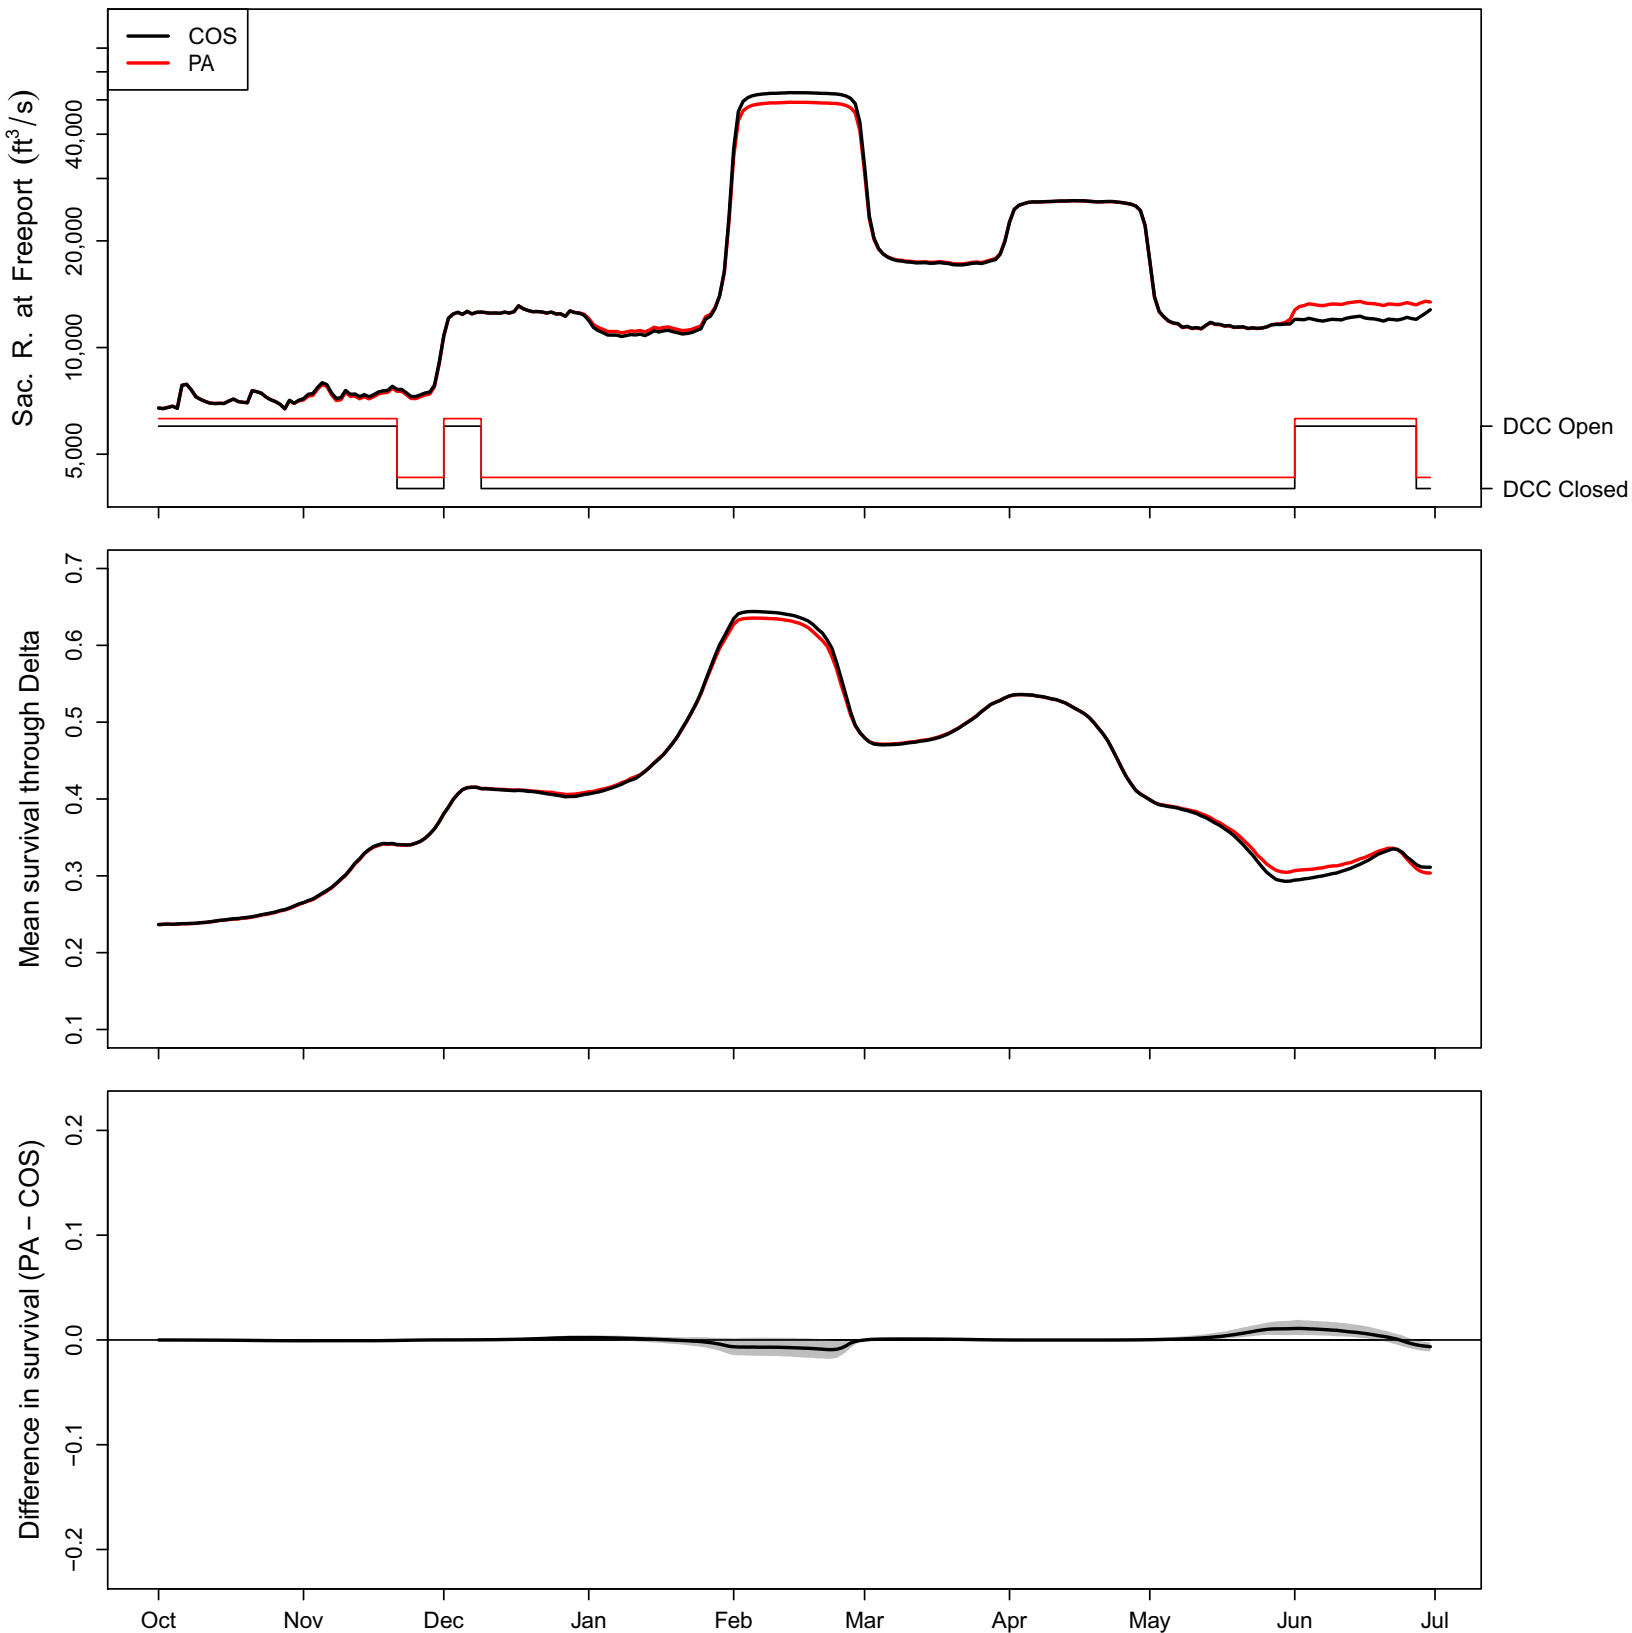 COS
PA
Sac. R. at Freeport (ft³/s)
40,000
20,000
10,000
5,000
DCC Open
DCC Closed
Mean survival through Delta
0.7
0.6
0.5
0.4
0.3
0.2
0.1
Difference in survival (PA − COS)
0.2
0.1
0.0
−0.1
−0.2
Oct Nov Dec Jan Feb Mar Apr May Jun Jul